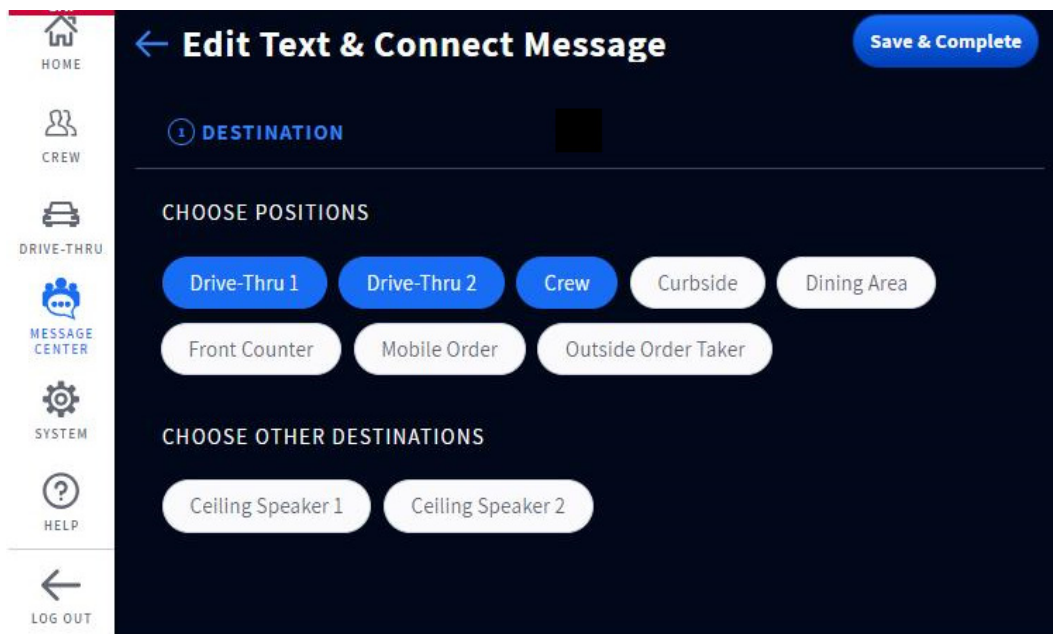 HOME
CREW
DRIVE-THRU
MESSAGE
CENTER
SYSTEM
HELP
LOG OUT
← Edit Text & Connect Message
Save & Complete
1 DESTINATION
CHOOSE POSITIONS
Drive-Thru 1 Drive-Thru 2 Crew Curbside Dining Area
Front Counter Mobile Order Outside Order Taker
CHOOSE OTHER DESTINATIONS
Ceiling Speaker 1 Ceiling Speaker 2